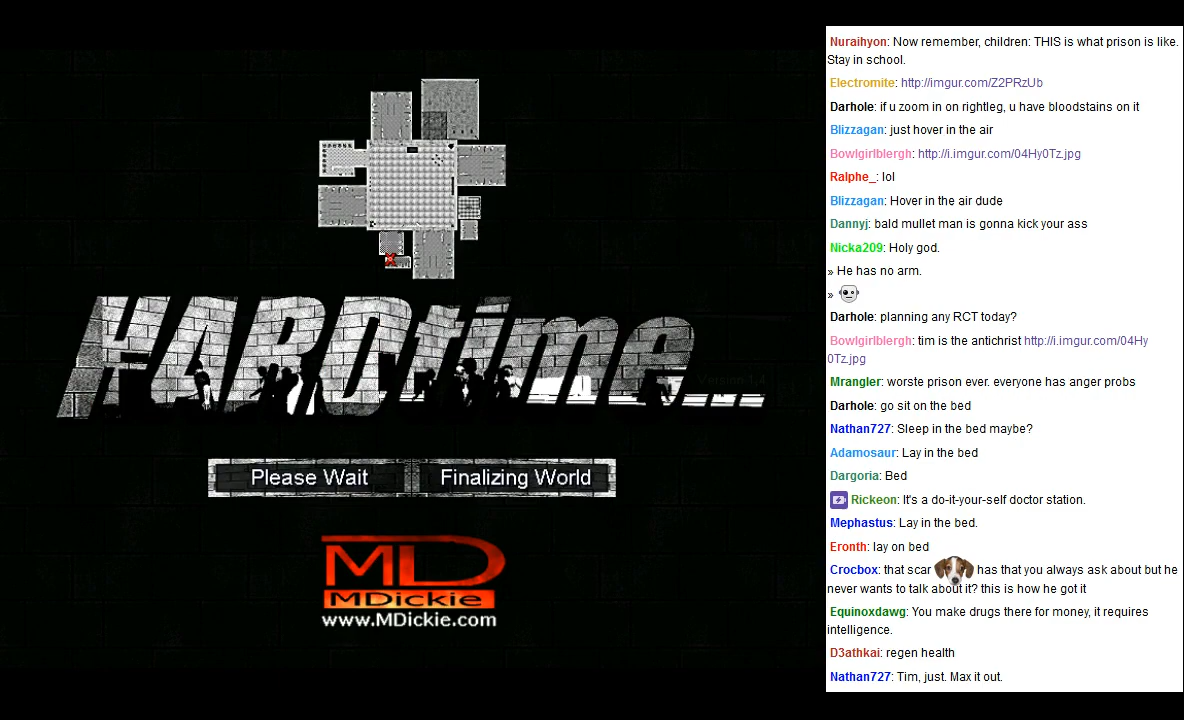 HARDtime...
Version 1.4
Please Wait
Finalizing World
MD
MDickie
www.MDickie.com
Nuraihyon: Now remember, children: THIS is what prison is like.
Stay in school.
Electromite: http://imgur.com/Z2PRzUb
Darhole: if u zoom in on rightleg, u have bloodstains on it
Blizzagan: just hover in the air
Bowlgirlblergh: http://i.imgur.com/04Hy0Tz.jpg
Ralphe_: lol
Blizzagan: Hover in the air dude
Dannyj: bald mullet man is gonna kick your ass
Nicka209: Holy god.
» He has no arm.
»
Darhole: planning any RCT today?
Bowlgirlblergh: tim is the antichrist http://i.imgur.com/04Hy
0Tz.jpg
Mrangler: worste prison ever. everyone has anger probs
Darhole: go sit on the bed
Nathan727: Sleep in the bed maybe?
Adamosaur: Lay in the bed
Dargoria: Bed
Rickeon: It's a do-it-your-self doctor station.
Mephastus: Lay in the bed.
Eronth: lay on bed
Crocbox: that scar has that you always ask about but he
never wants to talk about it? this is how he got it
Equinoxdawg: You make drugs there for money, it requires
intelligence.
D3athkai: regen health
Nathan727: Tim, just. Max it out.